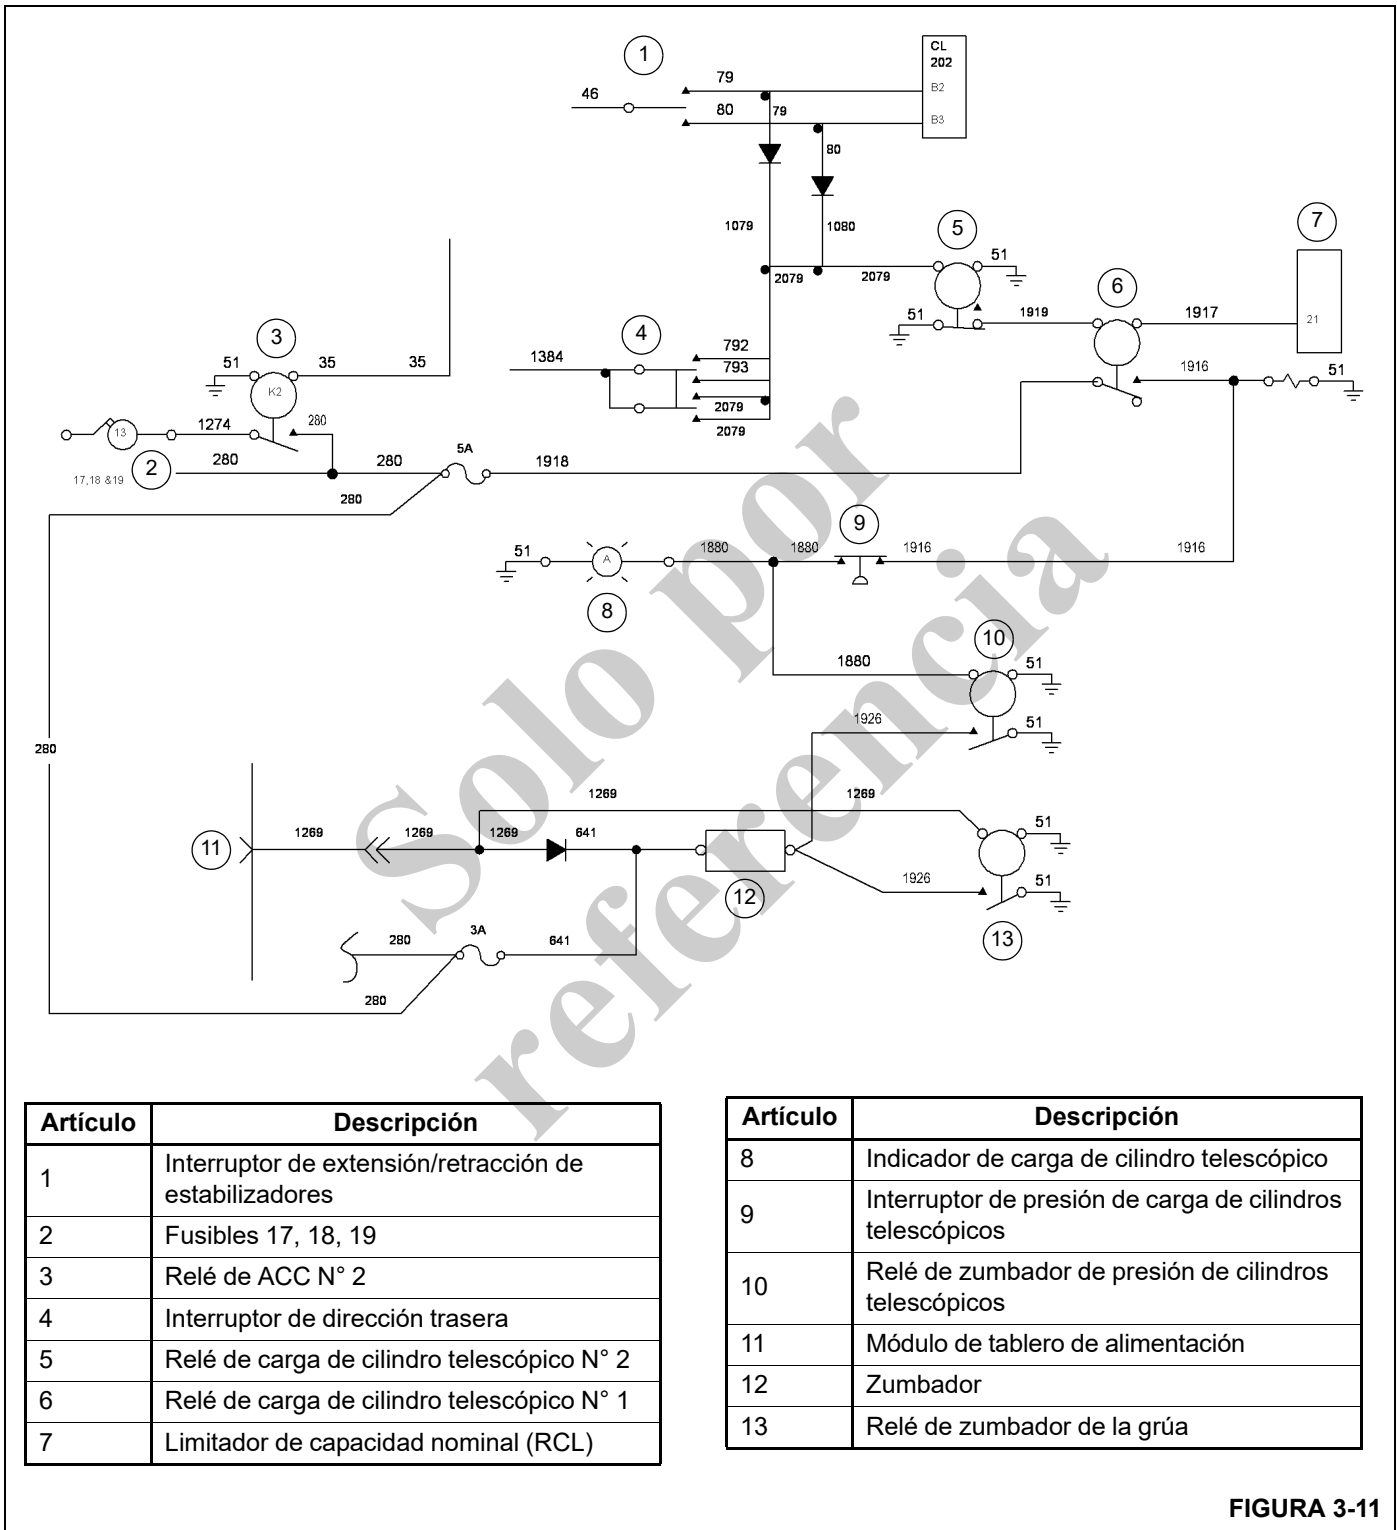 1
CL
202
79
B2
46
80
79
B3
80
1079
1080
5
7
51
2079
2079
6
3
51
4
1919
1917
21
792
51
35
35
1384
793
1916
51
K2
2079
1274
280
13
2079
5A
280
2
280
1918
17,18 &19
280
9
51
1880
1880
1916
1916
A
8
10
1880
51
1926
51
280
1269
1269
51
1269
1269
1269
641
11
51
1926
12
3A
13
280
641
280
Solo por
referencia
Artículo Descripción
1 Interruptor de extensión/retracción de
estabilizadores
2 Fusibles 17, 18, 19
3 Relé de ACC N° 2
4 Interruptor de dirección trasera
5 Relé de carga de cilindro telescópico N° 2
6 Relé de carga de cilindro telescópico N° 1
7 Limitador de capacidad nominal (RCL)
Artículo Descripción
8 Indicador de carga de cilindro telescópico
9 Interruptor de presión de carga de cilindros
telescópicos
10 Relé de zumbador de presión de cilindros
telescópicos
11 Módulo de tablero de alimentación
12 Zumbador
13 Relé de zumbador de la grúa
FIGURA 3-11